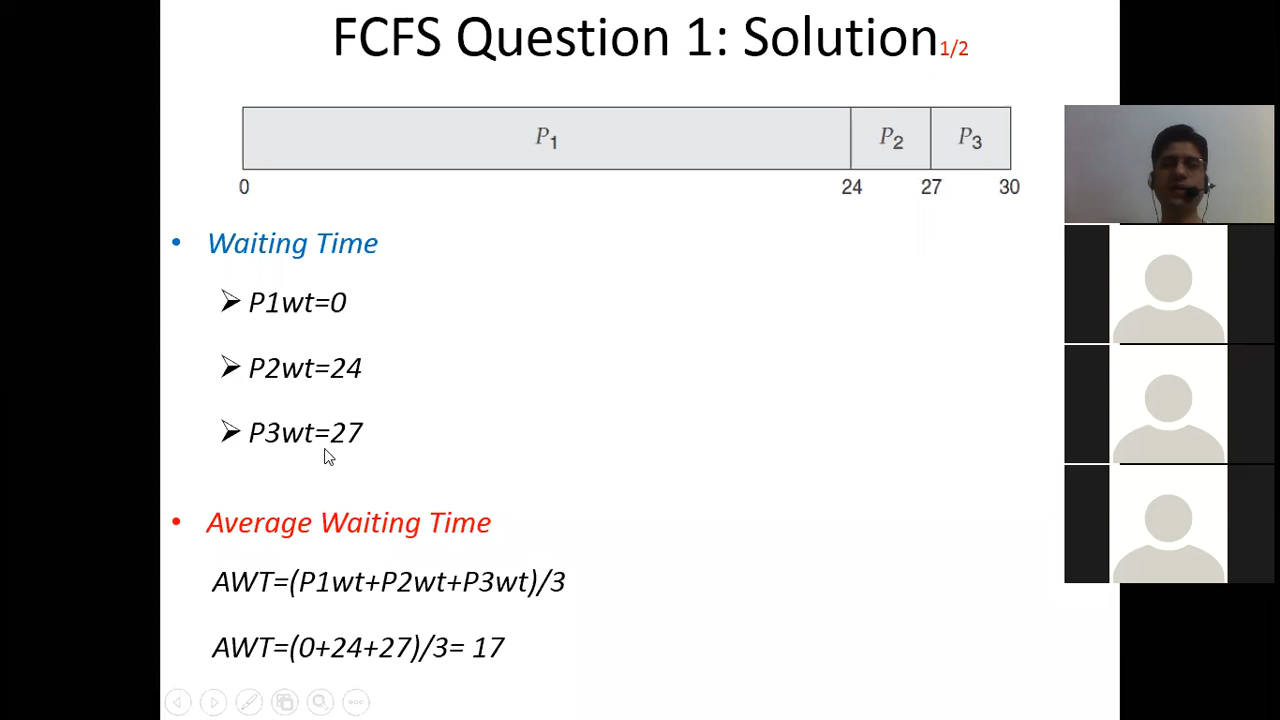 FCFS Question 1: Solution1/2
P1 P2 P3
0 24 27 30
• Waiting Time
➢ P1wt=0
➢ P2wt=24
➢ P3wt=27
• Average Waiting Time
AWT=(P1wt+P2wt+P3wt)/3
AWT=(0+24+27)/3= 17